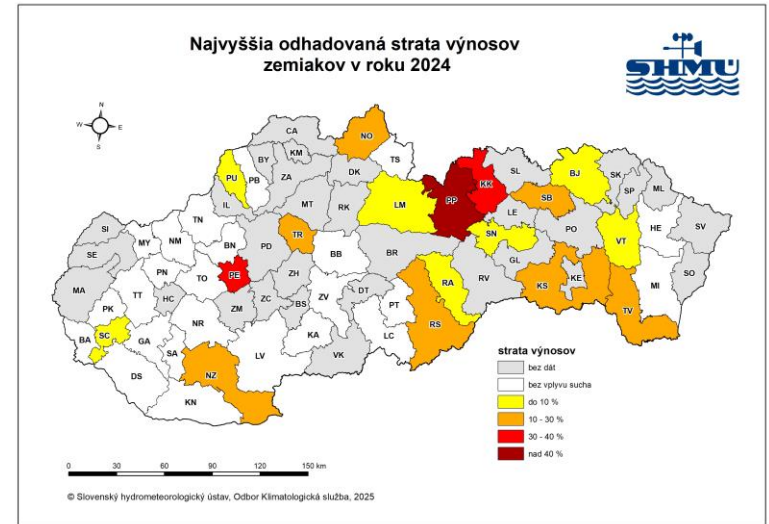 Najvyššia odhadovaná strata výnosov
zemiakov v roku 2024
SHMÚ
N
W E
S
CA
NO
KM
TS
BY
PU
PB
ZA
DK
KK
SL
BJ
SK
SP
ML
IL
MT
RK
LM
PP
SB
LE
TN
SN
PO
VT
HE
SV
SI
MY
NM
BN
PD
TR
BB
BR
GL
SE
PN
TO
PE
ZH
RA
RV
KS
KE
MI
SO
MA
TT
HC
ZM
ZC
BS
ZV
DT
PT
RS
TV
PK
NR
KA
LC
BA
SC
GA
SA
LV
VK
DS
NZ
KN
strata výnosov
bez dát
bez vplyvu sucha
do 10 %
10 - 30 %
30 - 40 %
nad 40 %
0 30 60 90 120 150 km
© Slovenský hydrometeorologický ústav, Odbor Klimatologická služba, 2025